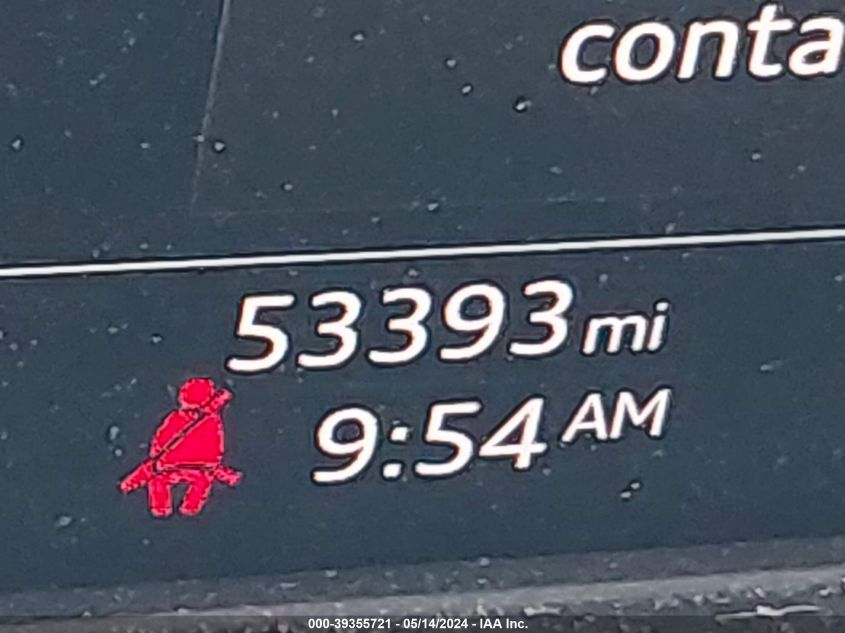 conta
53393 mi
9:54 AM
000-39355721 - 05/14/2024 - IAA Inc.